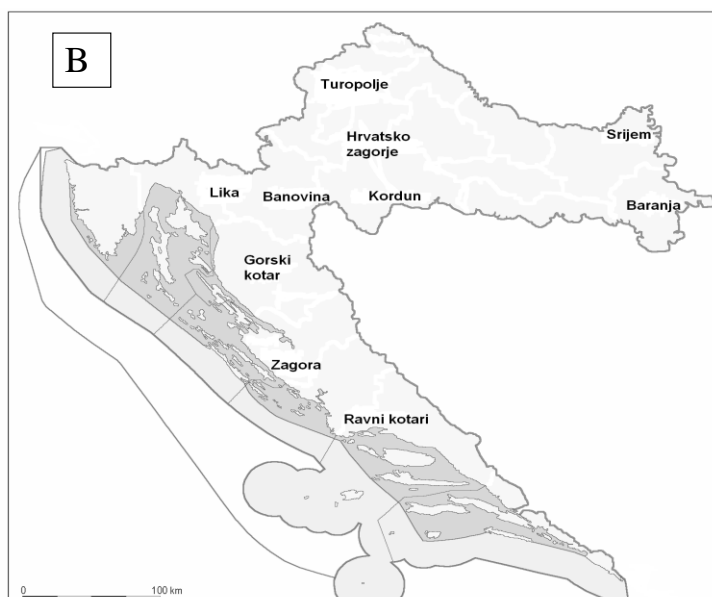 B
Turopolje
Hrvatsko
zagorje
Srijem
Lika
Banovina
Kordun
Baranja
Gorski
kotar
Zagora
Ravni kotari
0 100 km